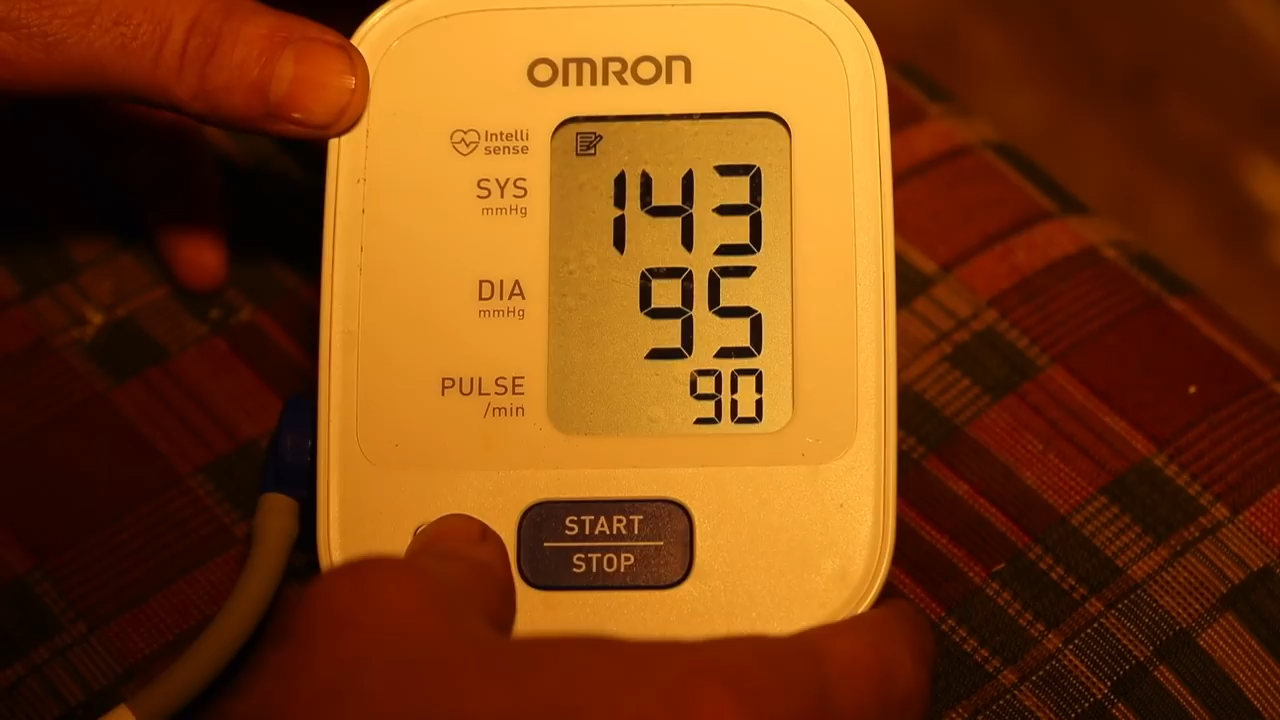 OMRON
Intelli
sense
SYS
mmHg
143
DIA
mmHg
95
PULSE
/min
90
START
STOP